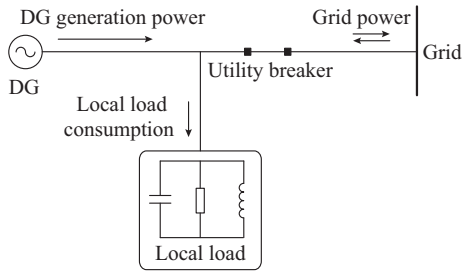 DG generation power
Grid power
Grid
Utility breaker
DG
Local load
consumption
Local load